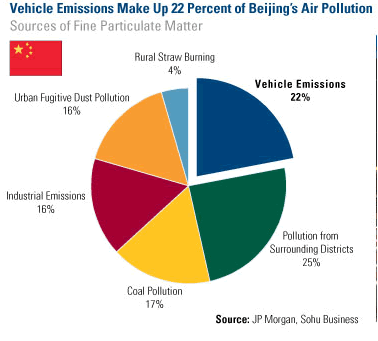 Vehicle Emissions Make Up 22 Percent of Beijing's Air Pollution
Sources of Fine Particulate Matter
Rural Straw Burning
4%
Vehicle Emissions
22%
Urban Fugitive Dust Pollution
16%
Industrial Emissions
16%
Pollution from
Surrounding Districts
25%
Coal Pollution
17%
Source: JP Morgan, Sohu Business